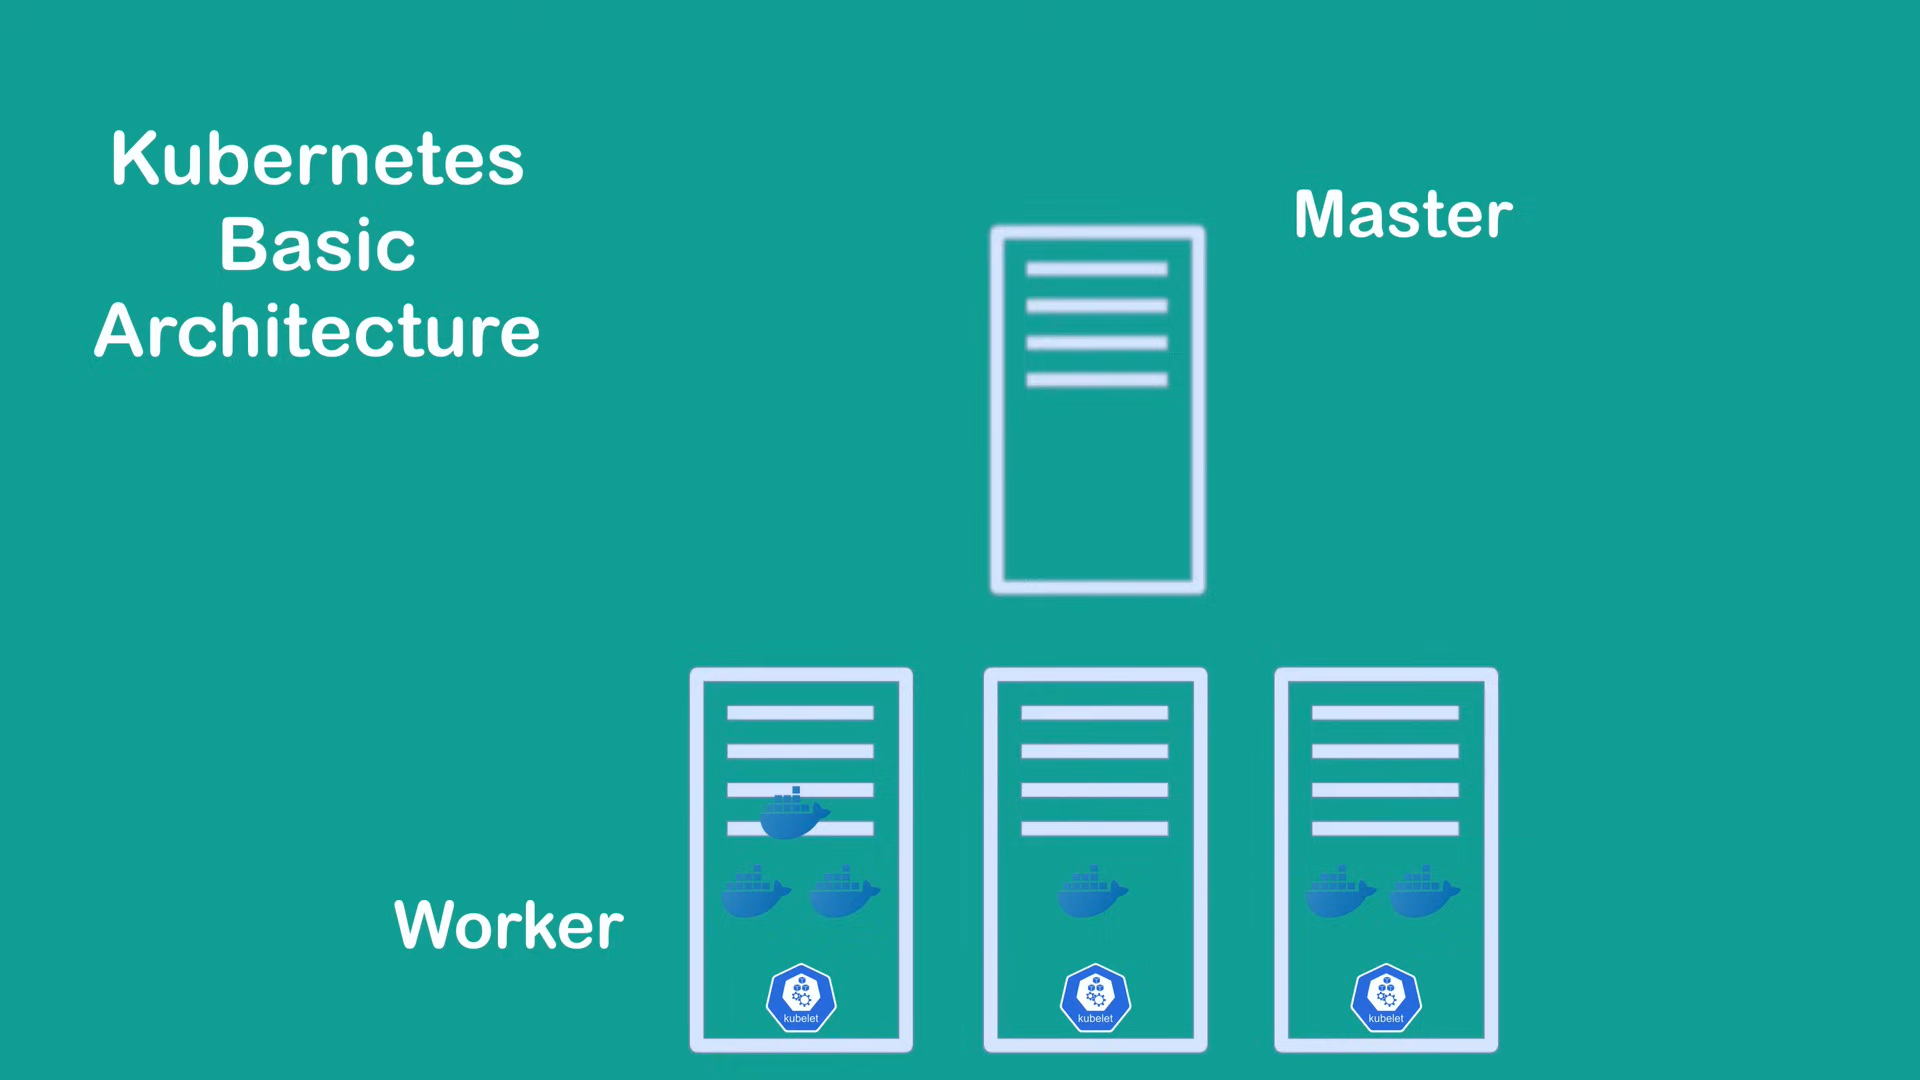 Kubernetes
Basic
Architecture
Master
Worker
kubelet
kubelet
kubelet